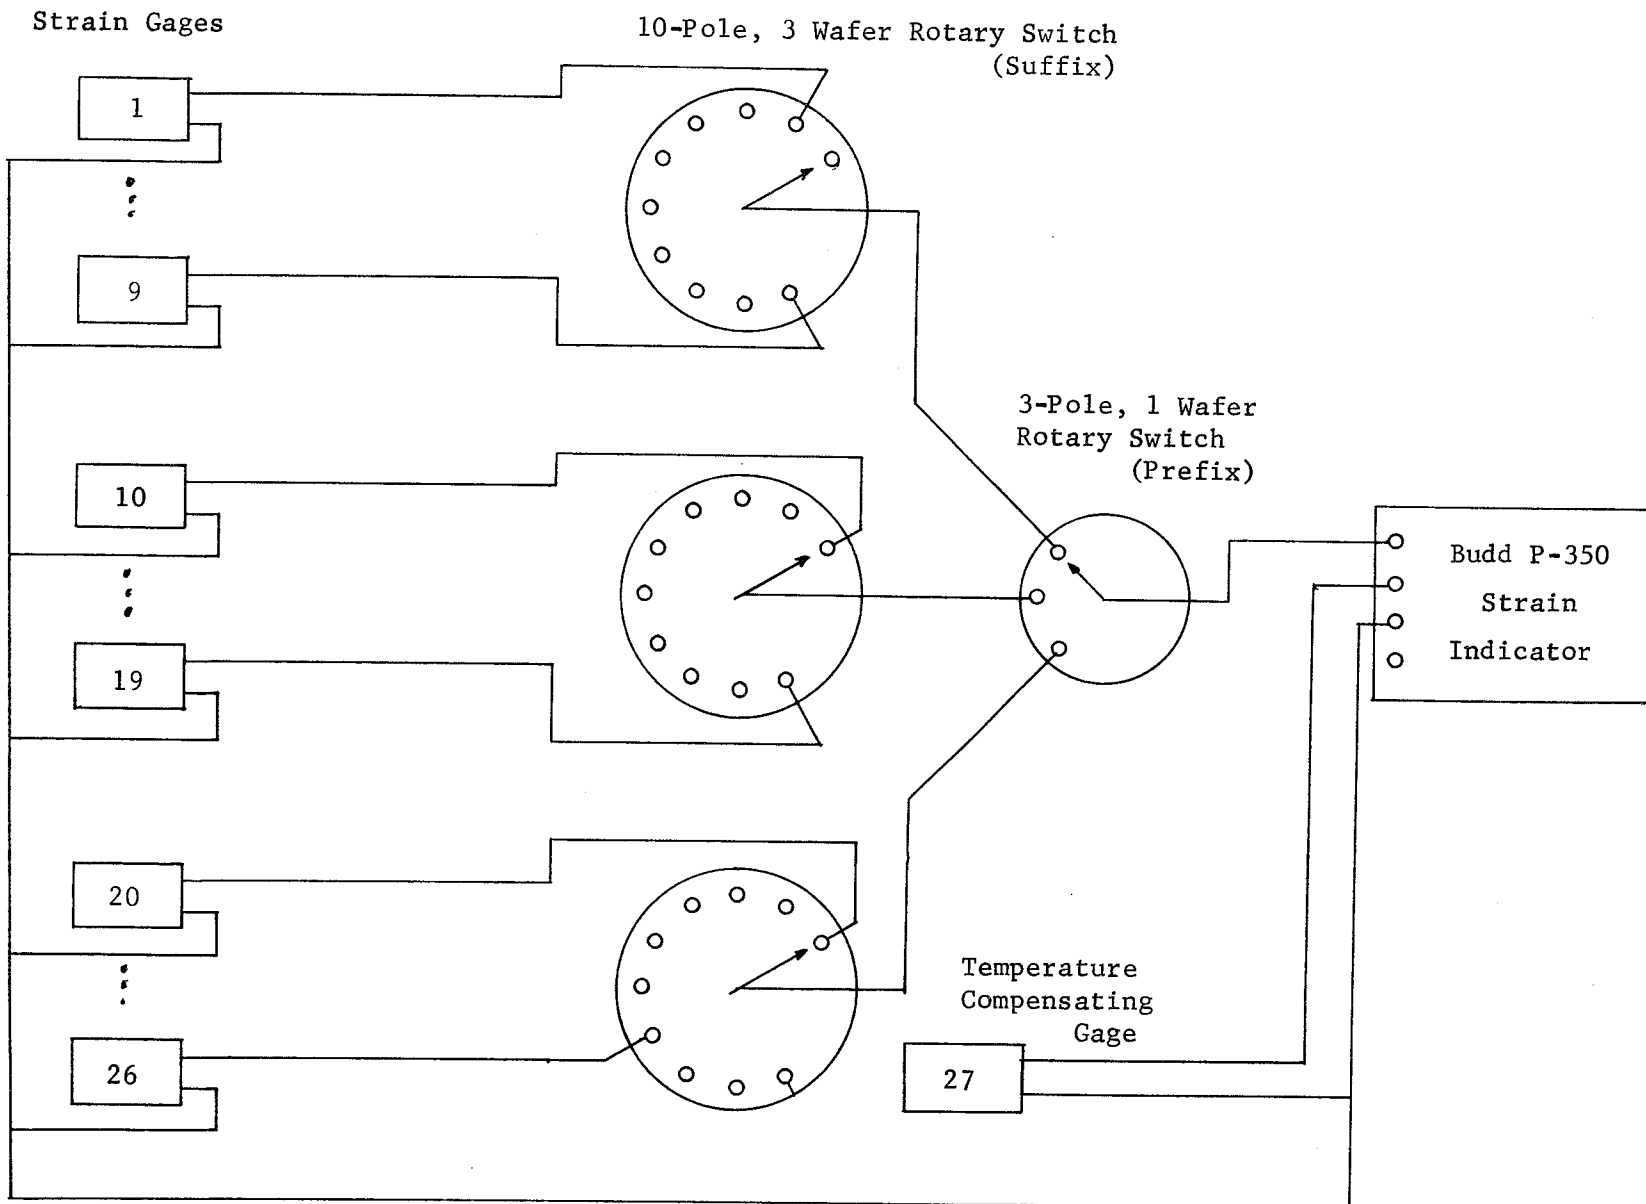 Strain Gages
10-Pole, 3 Wafer Rotary Switch
(Suffix)
1
9
3-Pole, 1 Wafer
Rotary Switch
(Prefix)
10
19
Budd P-350
Strain
Indicator
20
26
Temperature
Compensating
Gage
27